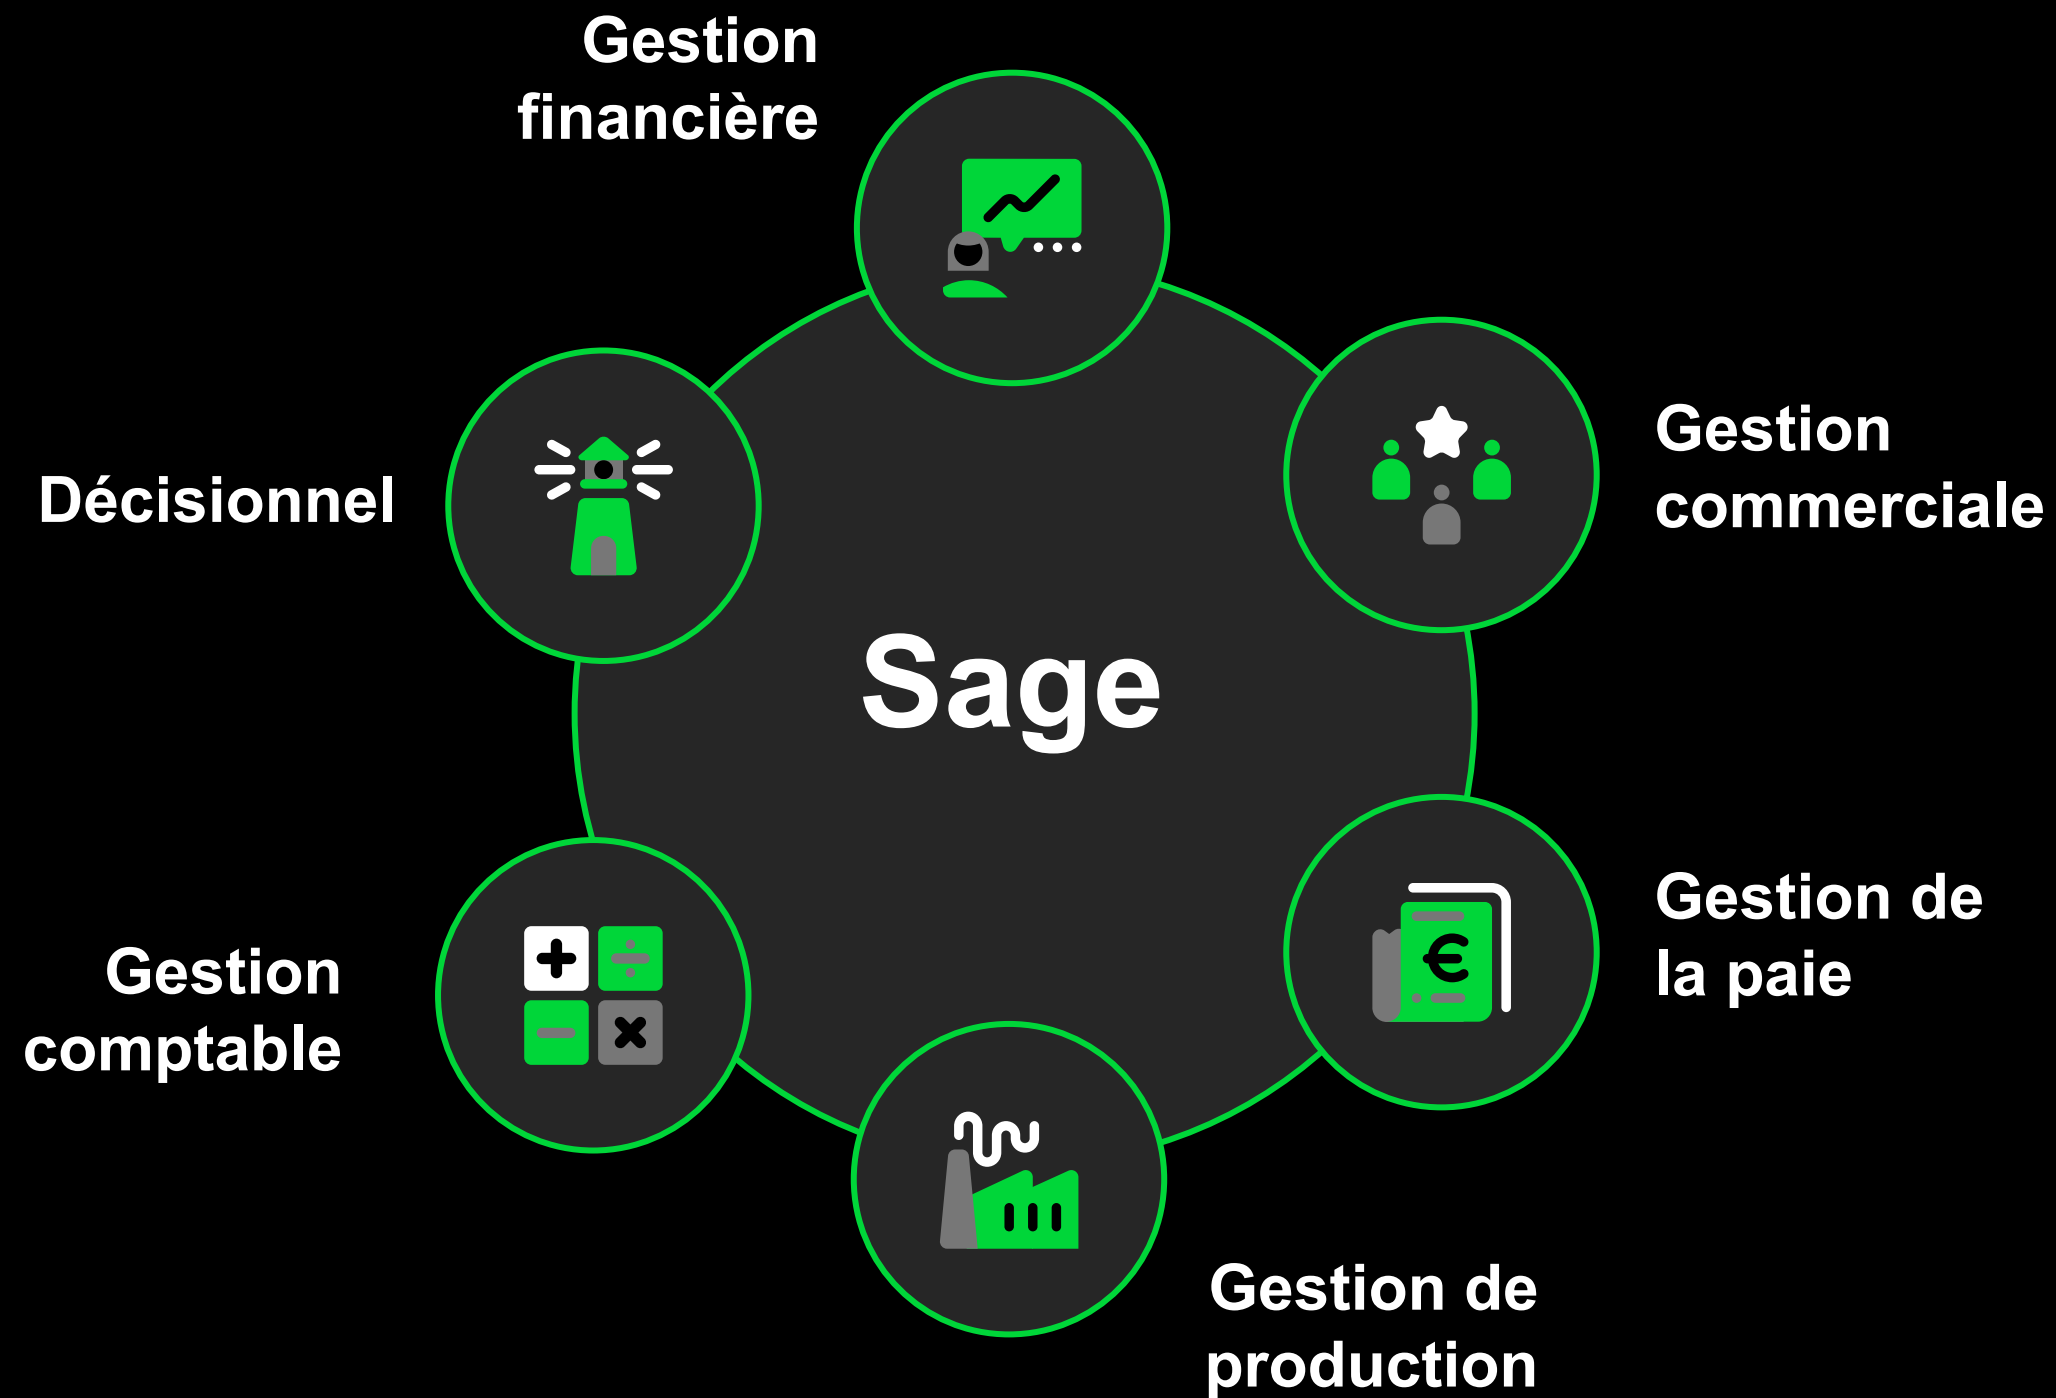 Gestion
financière
Gestion
commerciale
Décisionnel
Sage
Gestion de
la paie
Gestion
comptable
Gestion de
production